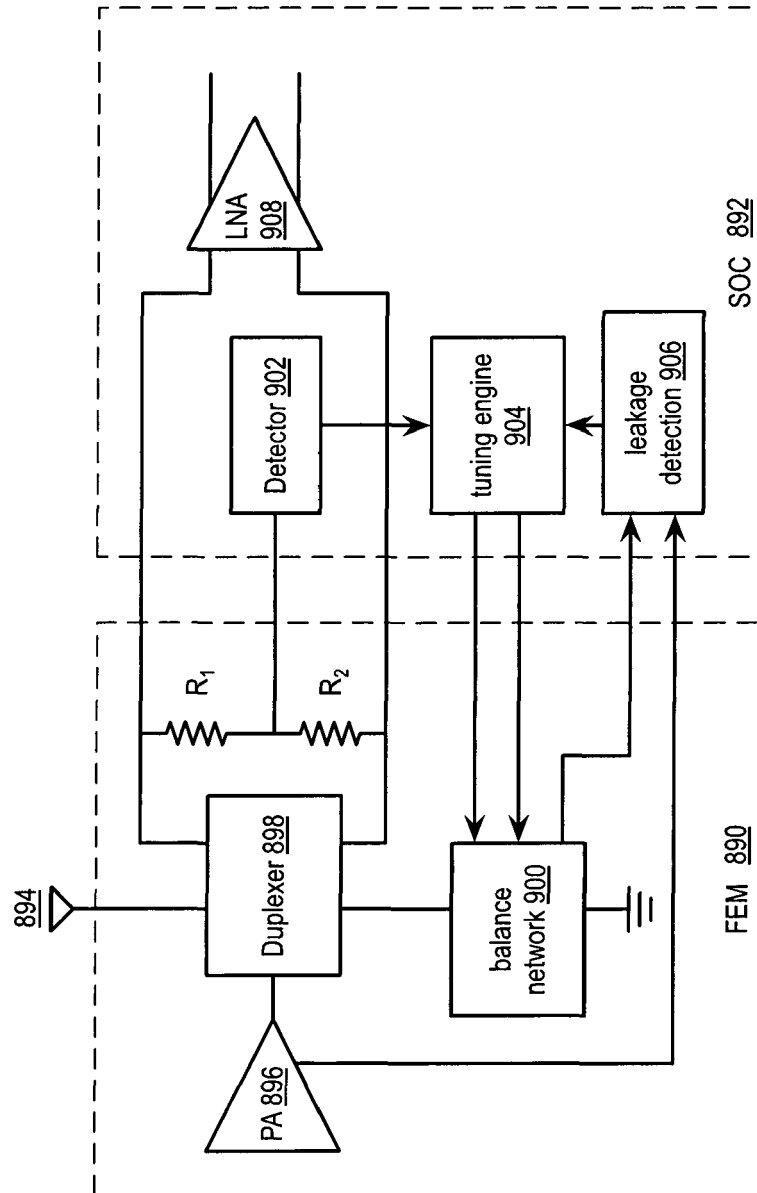 894
PA 896
Duplexer 898
R1
R2
balance
network 900
FEM 890
LNA
908
Detector 902
tuning engine
904
leakage
detection 906
SOC 892